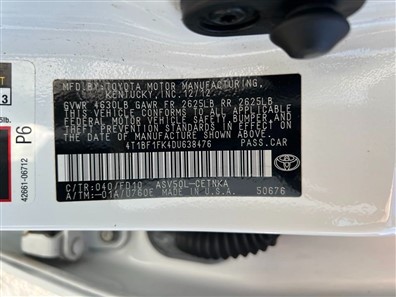 MFD.BY:TOYOTA MOTOR MANUFACTURING,
KENTUCKY,INC.12/12
GVWR 4630LB GAWR FR 2625LB RR 2625LB
THIS VEHICLE CONFORMS TO ALL APPLICABLE
FEDERAL MOTOR VEHICLE SAFETY, BUMPER,
AND THEFT PREVENTION STANDARDS IN EFFECT
ON THE DATE OF MANUFACTURE SHOWN ABOVE.
4T1BF1FK4DU638476 PASS.CAR
C/TR:040/FD10 ASV50L-CETNKA
A/TM:-01A/U760E 50676
P6
42661-06712
3
lb.